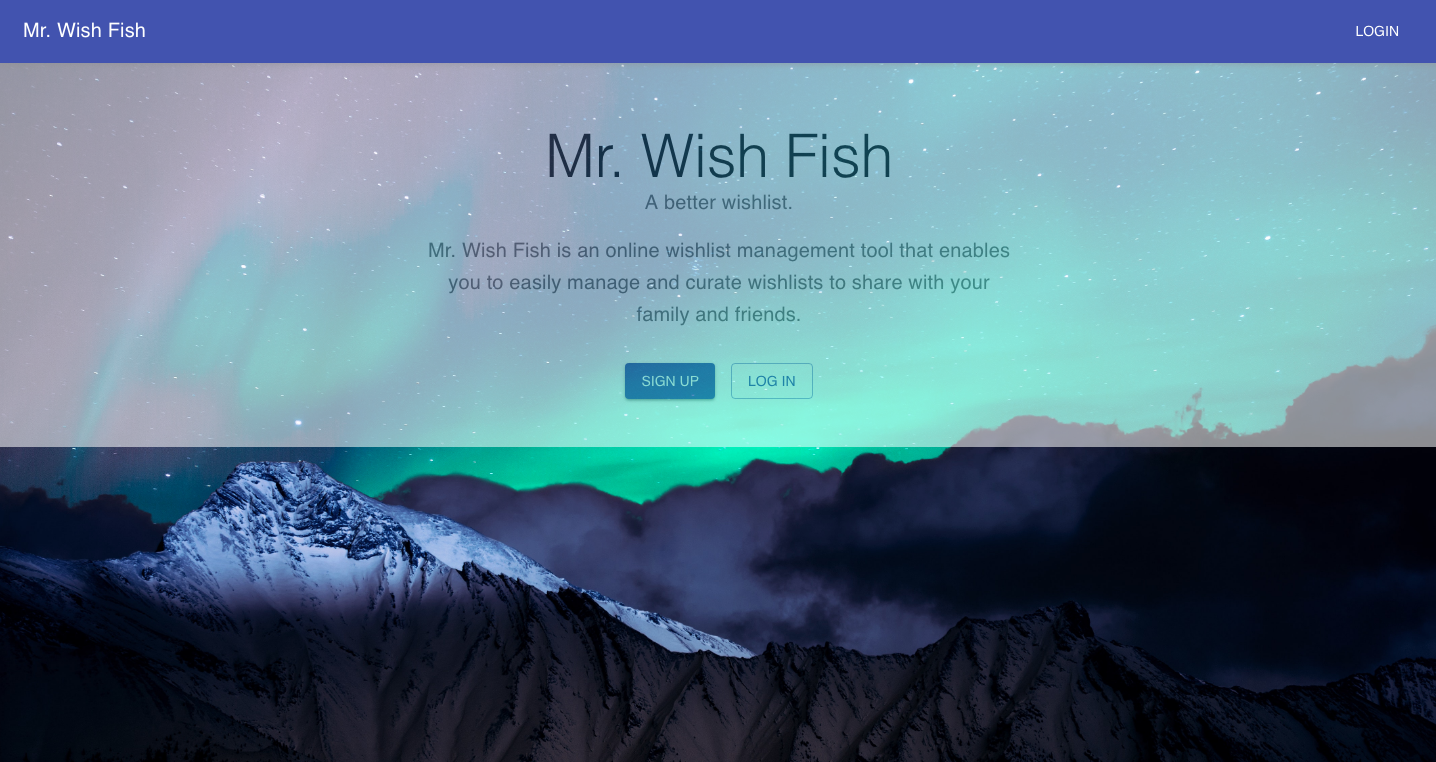 Mr. Wish Fish
LOGIN
Mr. Wish Fish
A better wishlist.
Mr. Wish Fish is an online wishlist management tool that enables
you to easily manage and curate wishlists to share with your
family and friends.
SIGN UP
LOG IN